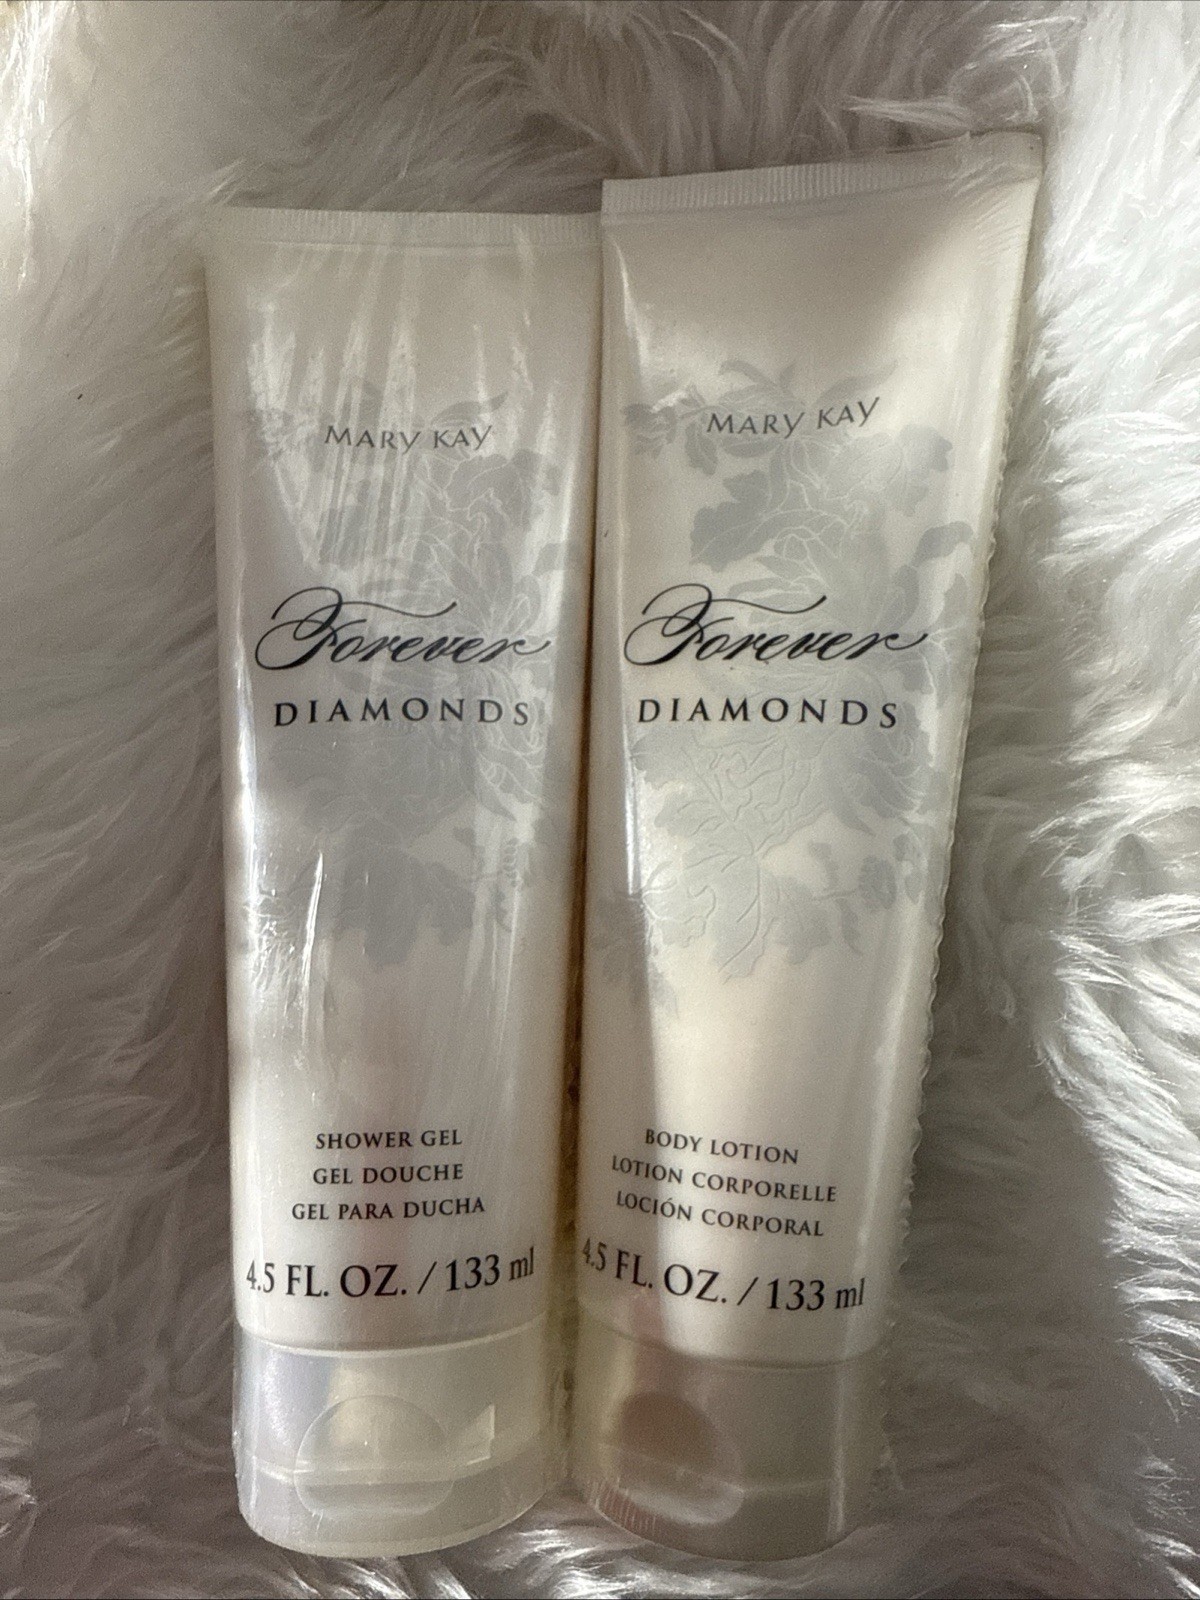 MARY KAY
Forever
DIAMONDS
SHOWER GEL
GEL DOUCHE
GEL PARA DUCHA
4.5 FL. OZ. / 133 ml
MARY KAY
Forever
DIAMONDS
BODY LOTION
LOTION CORPORELLE
LOCIÓN CORPORAL
4.5 FL. OZ. / 133 ml